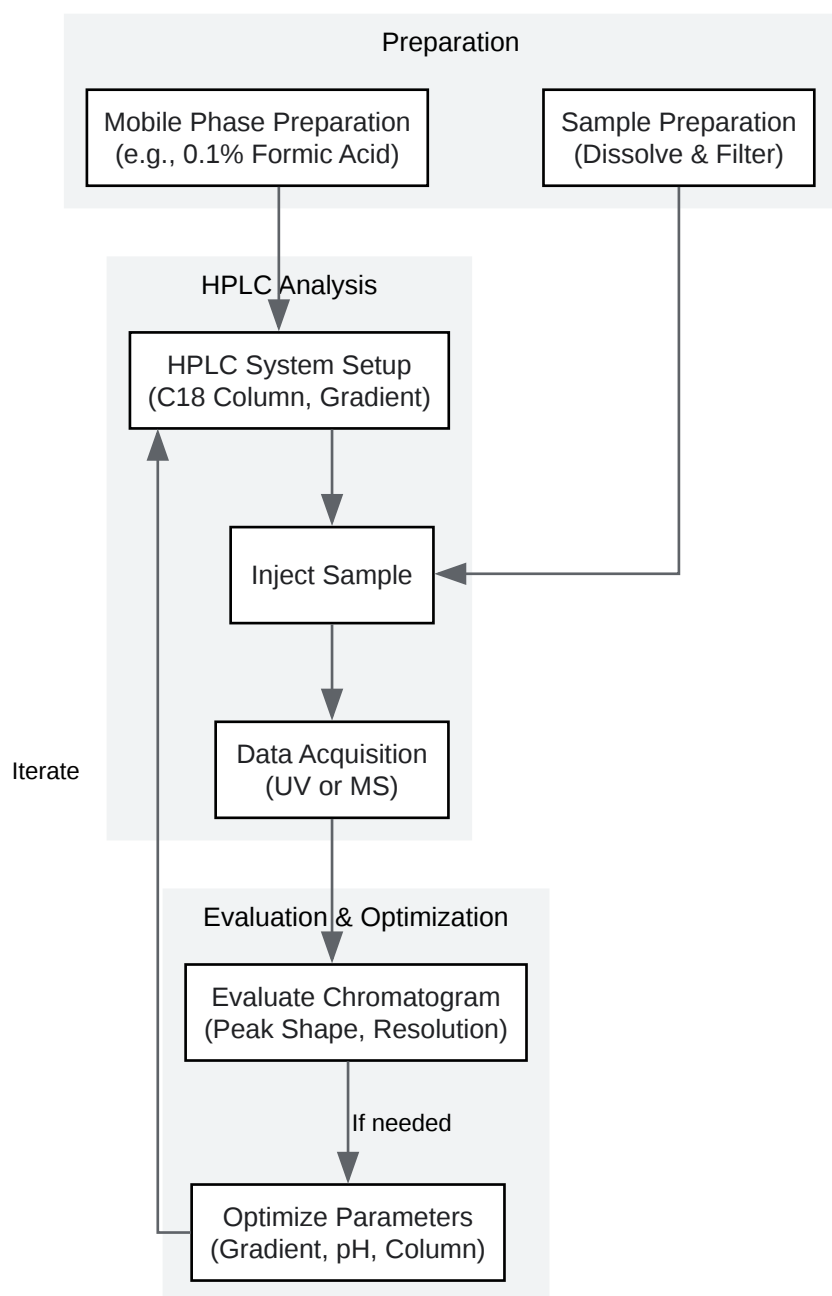 Preparation
Mobile Phase Preparation
(e.g., 0.1% Formic Acid)
Sample Preparation
(Dissolve & Filter)
HPLC Analysis
HPLC System Setup
(C18 Column, Gradient)
Inject Sample
Data Acquisition
(UV or MS)
Iterate
Evaluation & Optimization
Evaluate Chromatogram
(Peak Shape, Resolution)
If needed
Optimize Parameters
(Gradient, pH, Column)